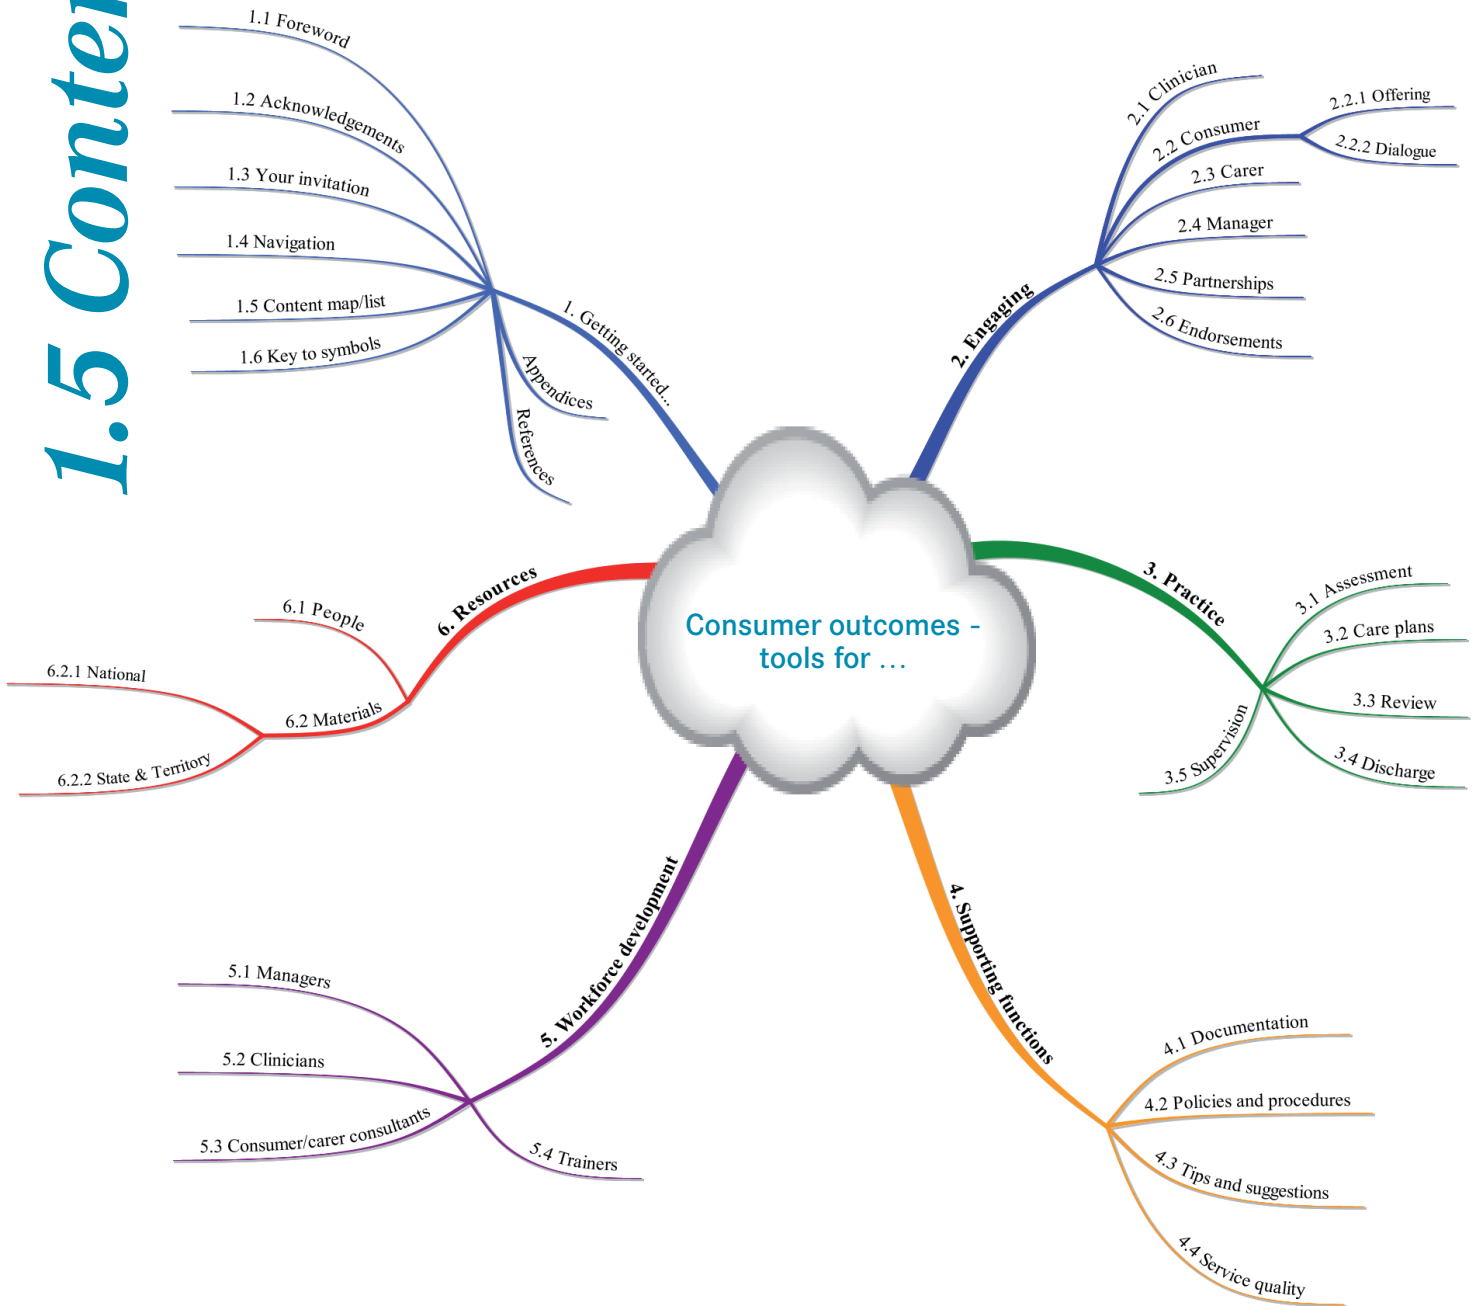 1.5 Conte
Consumer outcomes -
tools for …
1. Getting started...
1.1 Foreword
1.2 Acknowledgements
1.3 Your invitation
1.4 Navigation
1.5 Content map/list
1.6 Key to symbols
Appendices
References
2. Engaging
2.1 Clinician
2.2 Consumer
2.2.1 Offering
2.2.2 Dialogue
2.3 Carer
2.4 Manager
2.5 Partnerships
2.6 Endorsements
3. Practice
3.1 Assessment
3.2 Care plans
3.3 Review
3.4 Discharge
3.5 Supervision
4. Supporting functions
4.1 Documentation
4.2 Policies and procedures
4.3 Tips and suggestions
4.4 Service quality
5. Workforce development
5.1 Managers
5.2 Clinicians
5.3 Consumer/carer consultants
5.4 Trainers
6. Resources
6.1 People
6.2 Materials
6.2.1 National
6.2.2 State & Territory